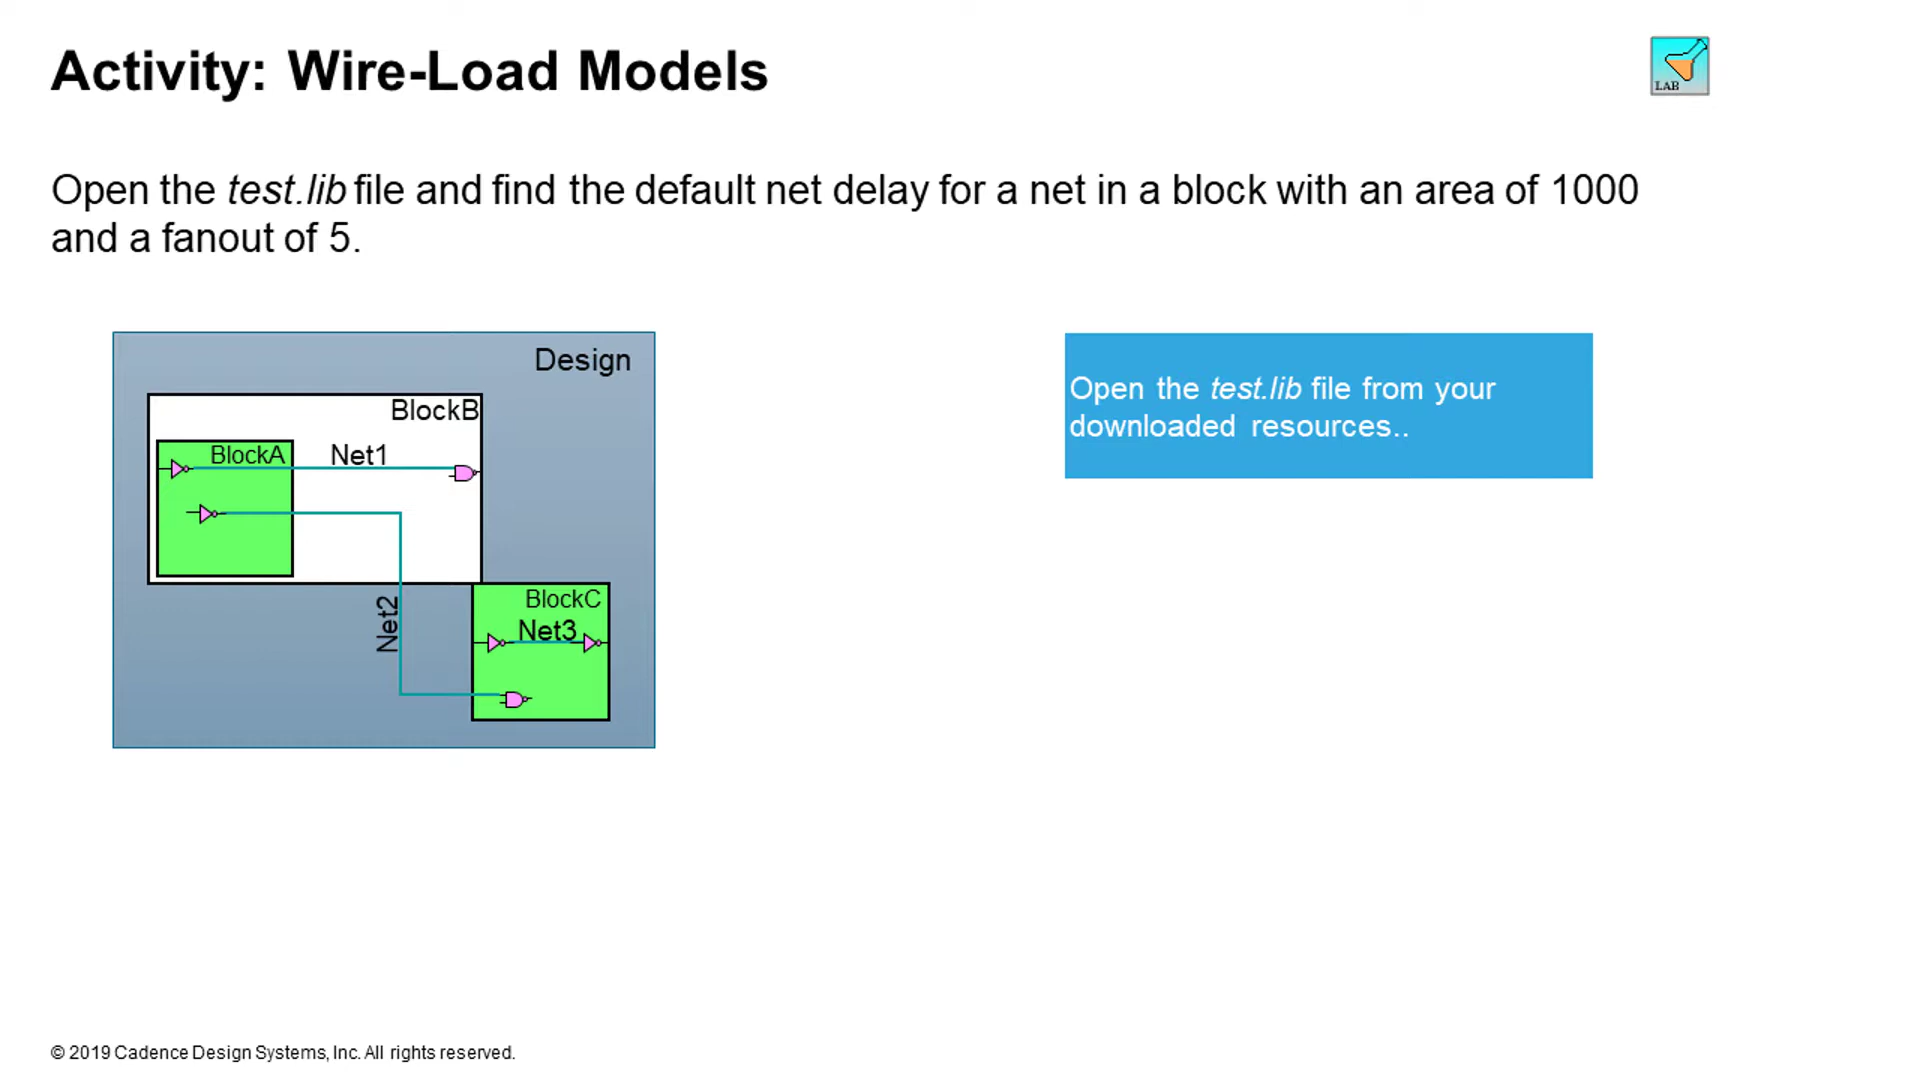 Activity: Wire-Load Models
LAB
Open the test.lib file and find the default net delay for a net in a block with an area of 1000
and a fanout of 5.
Design
BlockB
BlockA
Net1
Net2
BlockC
Net3
Open the test.lib file from your
downloaded resources..
© 2019 Cadence Design Systems, Inc. All rights reserved.